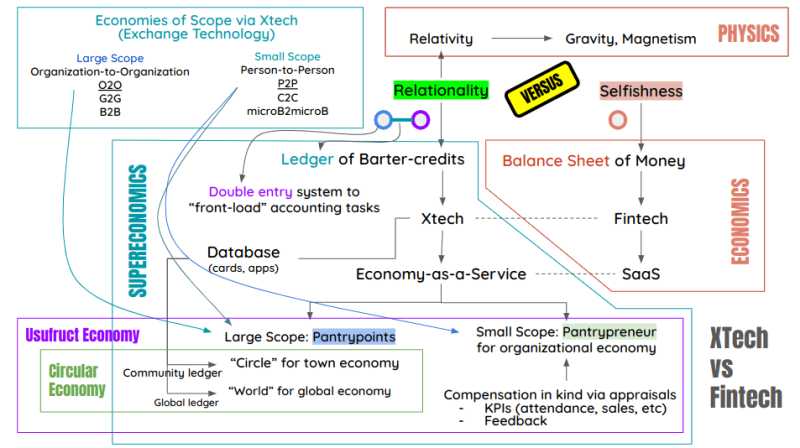 Economies of Scope via Xtech
(Exchange Technology)
Large Scope
Organization-to-Organization
O2O
G2G
B2B
Small Scope
Person-to-Person
P2P
C2C
microB2microB
Relativity
Gravity, Magnetism
PHYSICS
Relationality
VERSUS
Selfishness
SUPERECONOMICS
Ledger of Barter-credits
Balance Sheet of Money
ECONOMICS
Double entry system to
“front-load” accounting tasks
Xtech
Fintech
Database
(cards, apps)
Economy-as-a-Service
SaaS
Usufruct Economy
Large Scope: Pantrypoints
Small Scope: Pantrypreneur
for organizational economy
XTech
vs
Fintech
Circular
Economy
“Circle” for town economy
Community ledger
“World” for global economy
Global ledger
Compensation in kind via appraisals
- KPIs (attendance, sales, etc)
- Feedback